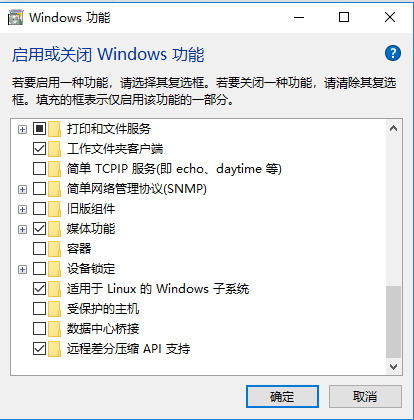 Windows 功能
启用或关闭 Windows 功能
若要启用一种功能，请选择其复选框。若要关闭一种功能，请清除其复选
框。填充的框表示仅启用该功能的一部分。
打印和文件服务
工作文件夹客户端
简单 TCPIP 服务(即 echo、daytime 等)
简单网络管理协议(SNMP)
旧版组件
媒体功能
容器
设备锁定
适用于 Linux 的 Windows 子系统
受保护的主机
数据中心桥接
远程差分压缩 API 支持
确定
取消